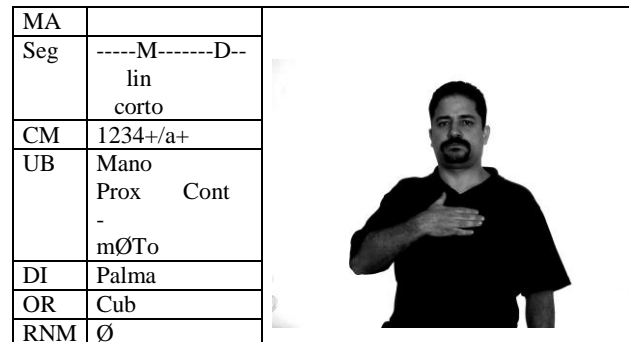 MA
Seg -----M-------D--
lin
corto
CM 1234+/a+
UB Mano
Prox Cont
-
mØTo
DI Palma
OR Cub
RNM Ø